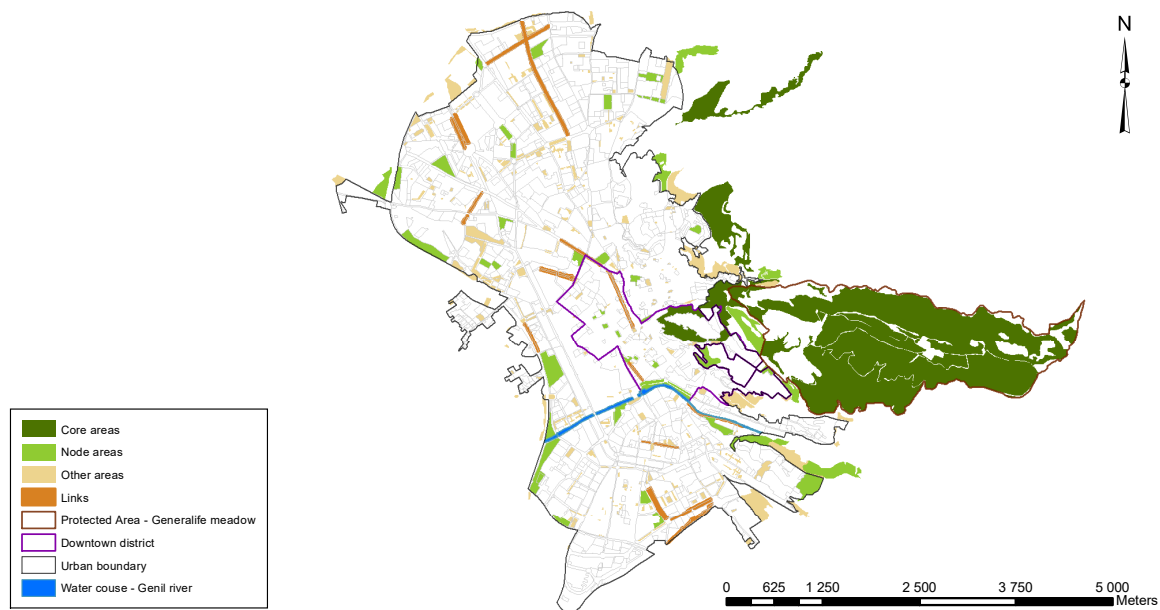 N
Core areas
Node areas
Other areas
Links
Protected Area - Generalife meadow
Downtown district
Urban boundary
Water couse - Genil river
0 625 1 250 2 500 3 750 5 000
Meters